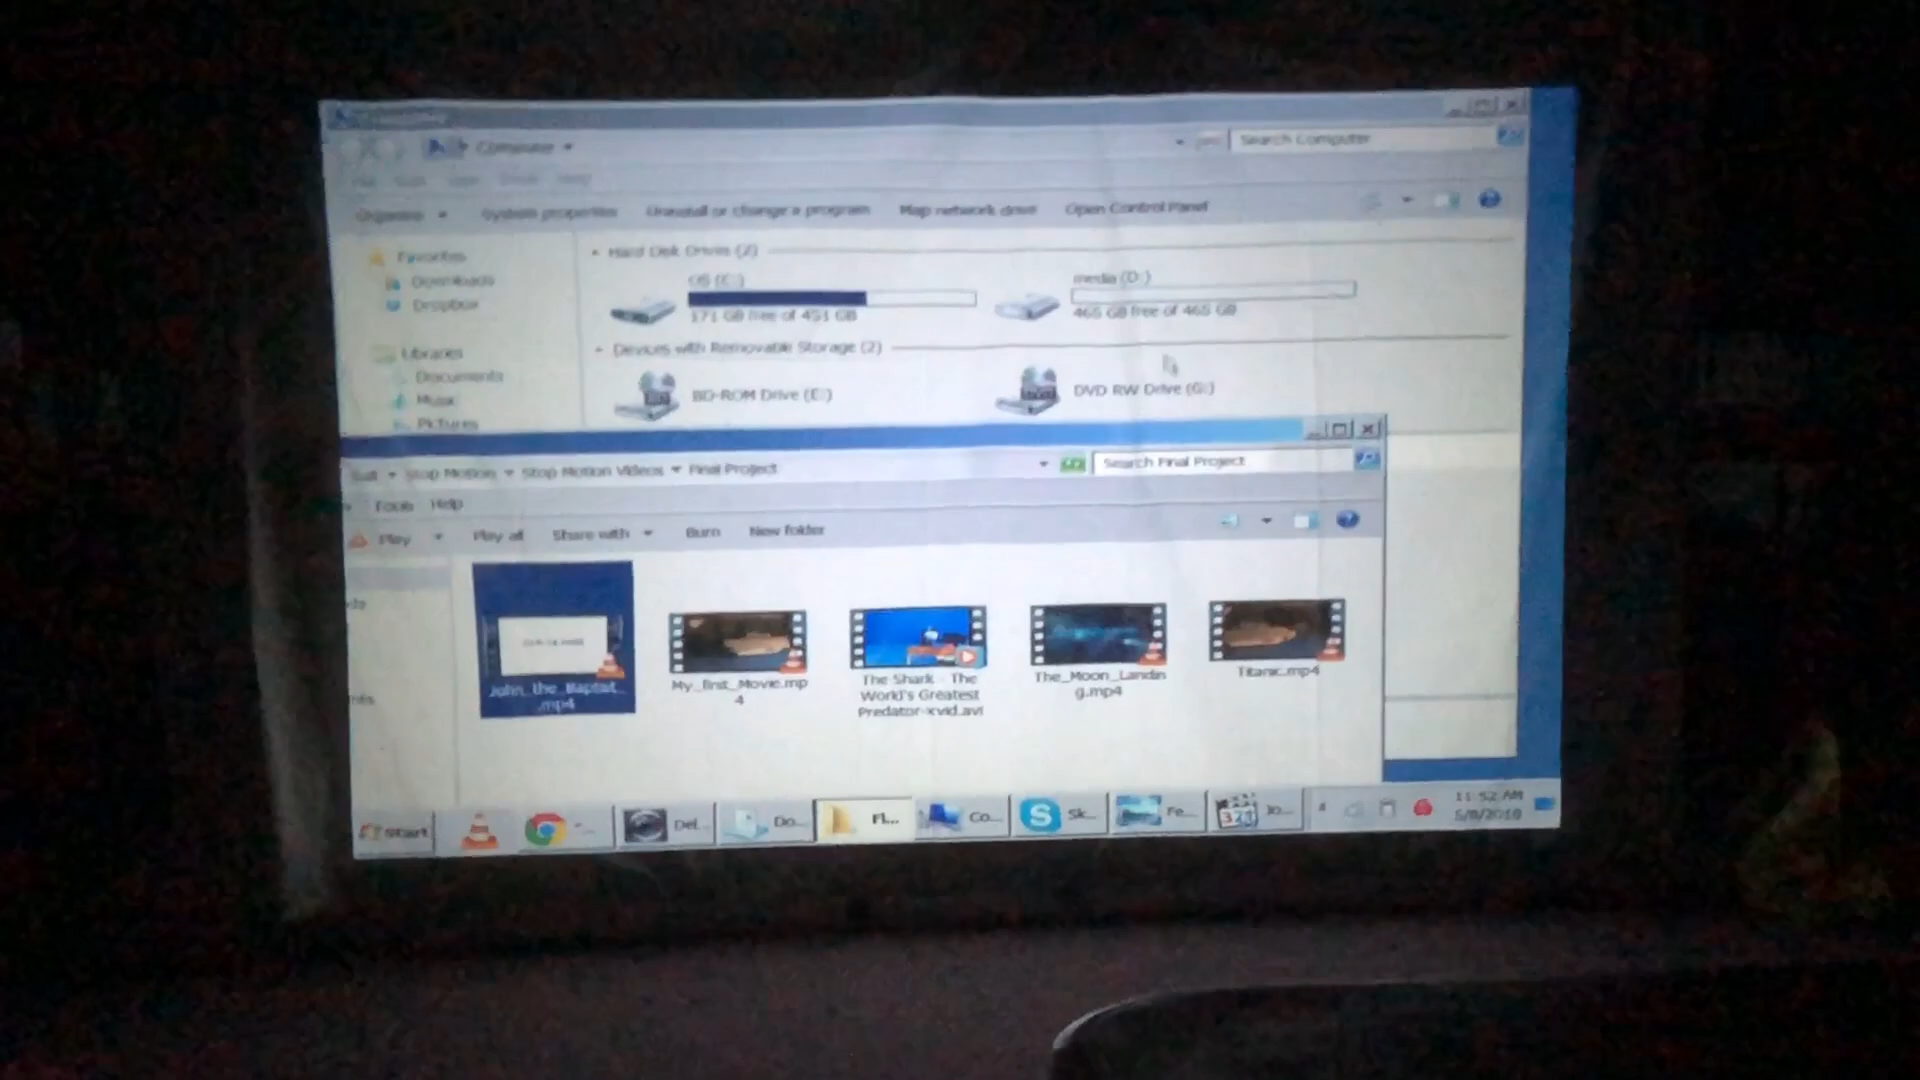 Computer
Search Computer
Organize System properties Uninstall or change a program Map network drive Open Control Panel
Favorites
Downloads
Dropbox
Libraries
Documents
Music
Pictures
Hard Disk Drives (2)
OS (C:)
171 GB free of 451 GB
media (D:)
465 GB free of 465 GB
Devices with Removable Storage (2)
BD-ROM Drive (E:)
DVD RW Drive (G:)
Stop Motion Stop Motion Videos Final Project
Search Final Project
Tools Help
Play Play all Share with Burn New folder
John_the_Baptist_
.mp4
My_first_Movie.mp
4
The Shark - The
World's Greatest
Predator-xvid.avi
The_Moon_Landin
g.mp4
Titanic.mp4
Start
Del...
Do...
Fi...
Co...
Sk...
Fe...
321
Jo...
11:52 AM
5/8/2018